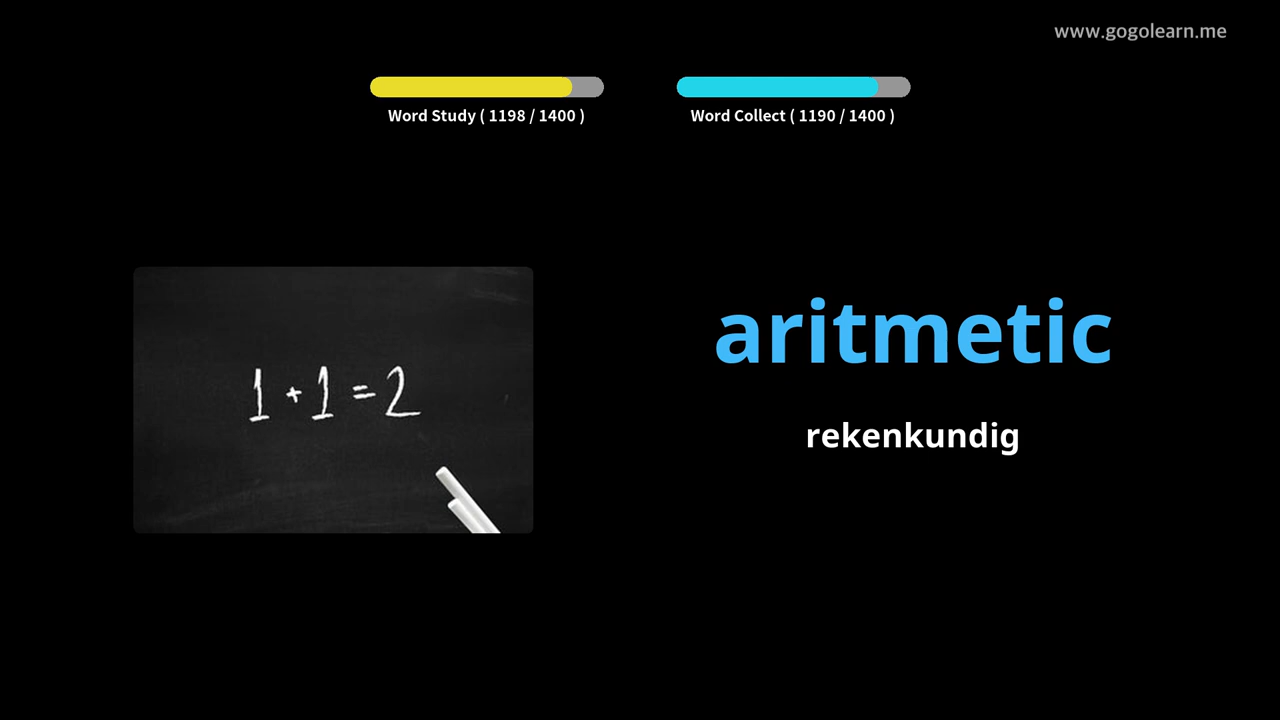 www.gogolearn.me
Word Study ( 1198 / 1400 )
Word Collect ( 1190 / 1400 )
1 + 1 = 2
aritmetic
rekenkundig